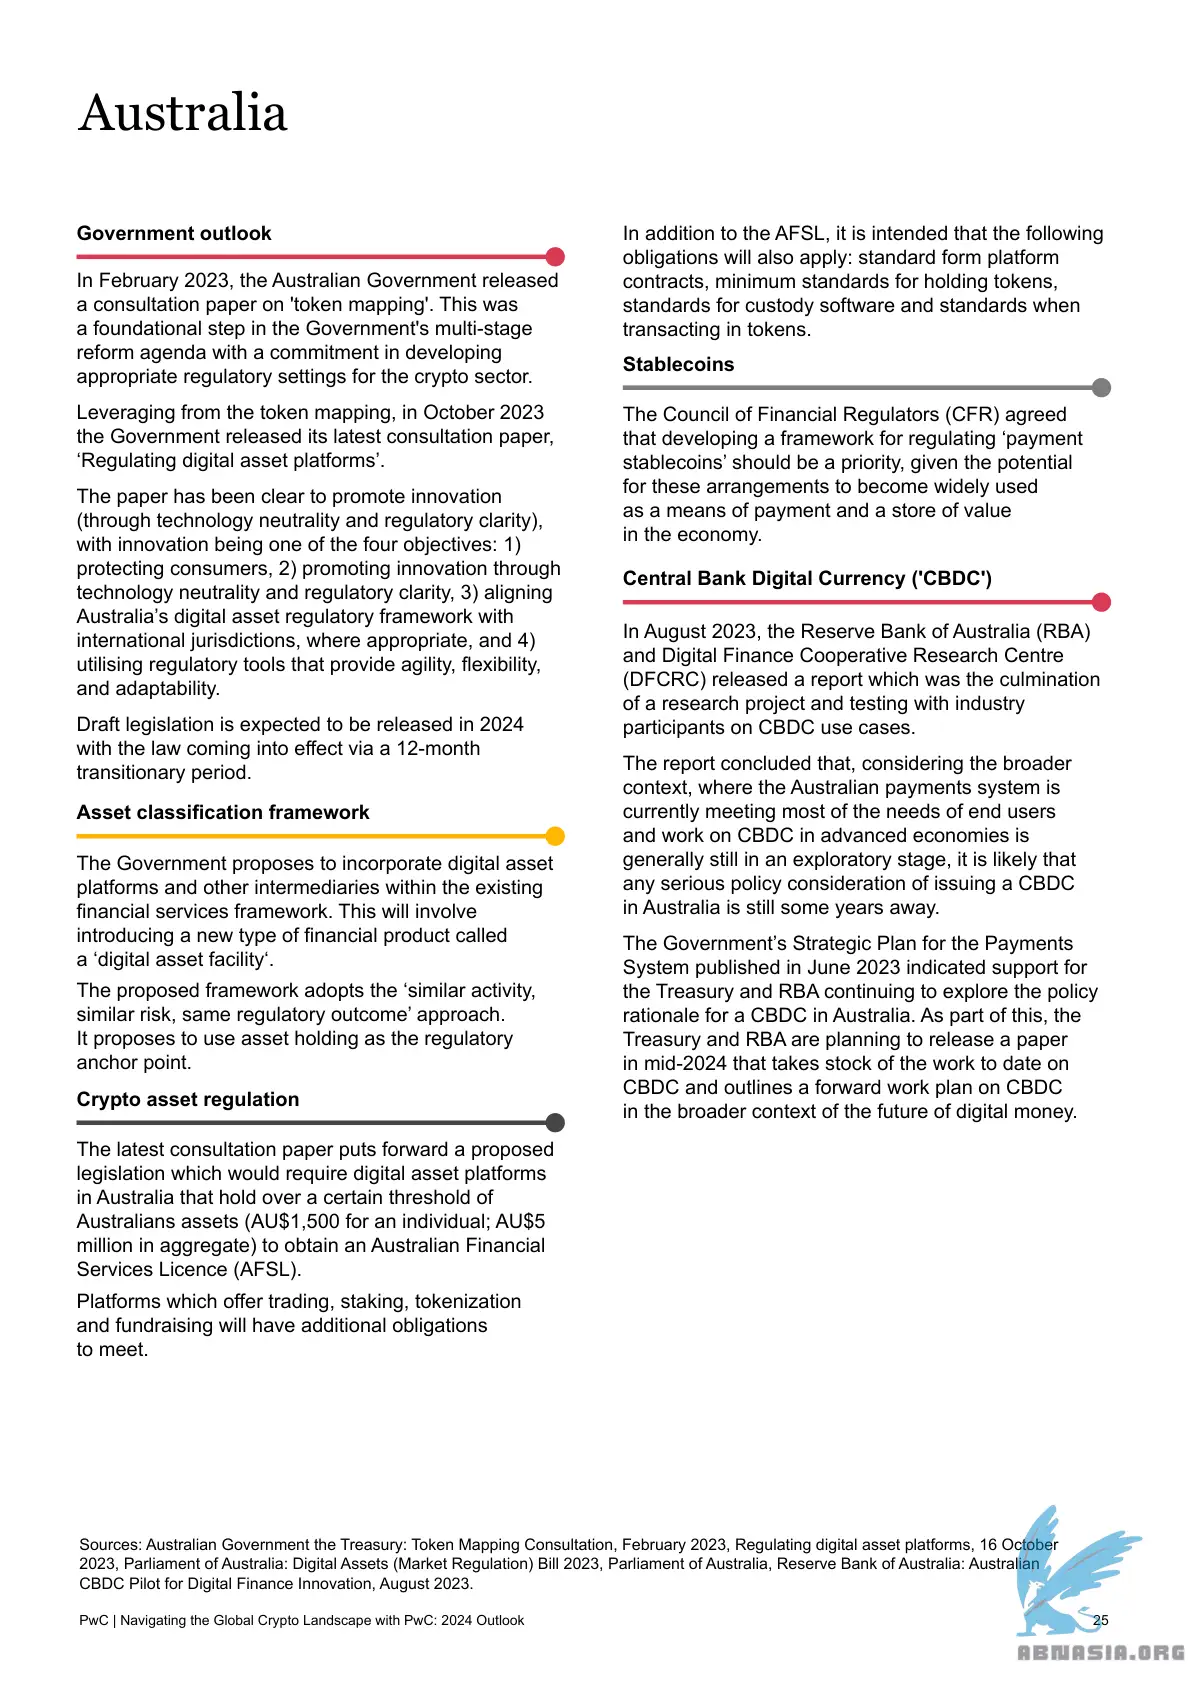 Australia
Government outlook
In February 2023, the Australian Government released
a consultation paper on 'token mapping'. This was
a foundational step in the Government's multi-stage
reform agenda with a commitment in developing
appropriate regulatory settings for the crypto sector.
Leveraging from the token mapping, in October 2023
the Government released its latest consultation paper,
‘Regulating digital asset platforms’.
The paper has been clear to promote innovation
(through technology neutrality and regulatory clarity),
with innovation being one of the four objectives: 1)
protecting consumers, 2) promoting innovation through
technology neutrality and regulatory clarity, 3) aligning
Australia’s digital asset regulatory framework with
international jurisdictions, where appropriate, and 4)
utilising regulatory tools that provide agility, flexibility,
and adaptability.
Draft legislation is expected to be released in 2024
with the law coming into effect via a 12-month
transitionary period.
Asset classification framework
The Government proposes to incorporate digital asset
platforms and other intermediaries within the existing
financial services framework. This will involve
introducing a new type of financial product called
a ‘digital asset facility‘.
The proposed framework adopts the ‘similar activity,
similar risk, same regulatory outcome’ approach.
It proposes to use asset holding as the regulatory
anchor point.
Crypto asset regulation
The latest consultation paper puts forward a proposed
legislation which would require digital asset platforms
in Australia that hold over a certain threshold of
Australians assets (AU$1,500 for an individual; AU$5
million in aggregate) to obtain an Australian Financial
Services Licence (AFSL).
Platforms which offer trading, staking, tokenization
and fundraising will have additional obligations
to meet.
In addition to the AFSL, it is intended that the following
obligations will also apply: standard form platform
contracts, minimum standards for holding tokens,
standards for custody software and standards when
transacting in tokens.
Stablecoins
The Council of Financial Regulators (CFR) agreed
that developing a framework for regulating ‘payment
stablecoins’ should be a priority, given the potential
for these arrangements to become widely used
as a means of payment and a store of value
in the economy.
Central Bank Digital Currency ('CBDC')
In August 2023, the Reserve Bank of Australia (RBA)
and Digital Finance Cooperative Research Centre
(DFCRC) released a report which was the culmination
of a research project and testing with industry
participants on CBDC use cases.
The report concluded that, considering the broader
context, where the Australian payments system is
currently meeting most of the needs of end users
and work on CBDC in advanced economies is
generally still in an exploratory stage, it is likely that
any serious policy consideration of issuing a CBDC
in Australia is still some years away.
The Government’s Strategic Plan for the Payments
System published in June 2023 indicated support for
the Treasury and RBA continuing to explore the policy
rationale for a CBDC in Australia. As part of this, the
Treasury and RBA are planning to release a paper
in mid-2024 that takes stock of the work to date on
CBDC and outlines a forward work plan on CBDC
in the broader context of the future of digital money.
Sources: Australian Government the Treasury: Token Mapping Consultation, February 2023, Regulating digital asset platforms, 16 October
2023, Parliament of Australia: Digital Assets (Market Regulation) Bill 2023, Parliament of Australia, Reserve Bank of Australia: Australian
CBDC Pilot for Digital Finance Innovation, August 2023.
PwC | Navigating the Global Crypto Landscape with PwC: 2024 Outlook
25
ABNASIA.ORG